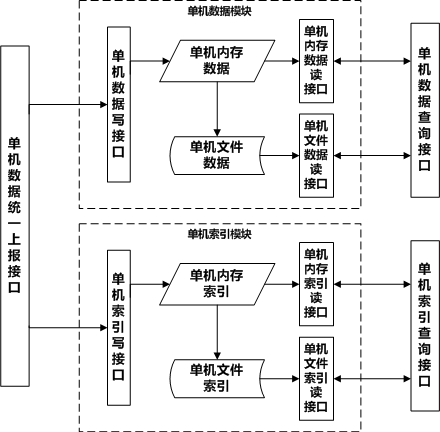 单机数据模块
单机数据统一上报接口
单机数据写接口
单机内存
数据
单机文件
数据
单机
内存
数据
读
接口
单机
文件
数据
读
接口
单机数据查询接口
单机索引模块
单机索引写接口
单机内存
索引
单机文件
索引
单机
内存
索引
读
接口
单机
文件
索引
读
接口
单机索引查询接口